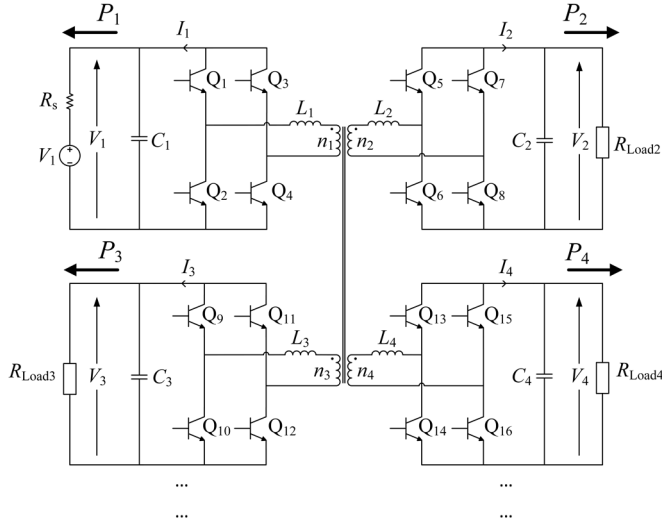 P1 P2
I1 I2
Q1 Q3 Q5 Q7
Rs L1 L2
V1 V1 C1 n1 n2 C2 V2 RLoad2
+
-
Q2 Q4 Q6 Q8
P3 P4
I3 I4
Q9 Q11 Q13 Q15
L3 L4
RLoad3 V3 C3 n3 n4 C4 V4 RLoad4
Q10 Q12 Q14 Q16
... ...
... ...